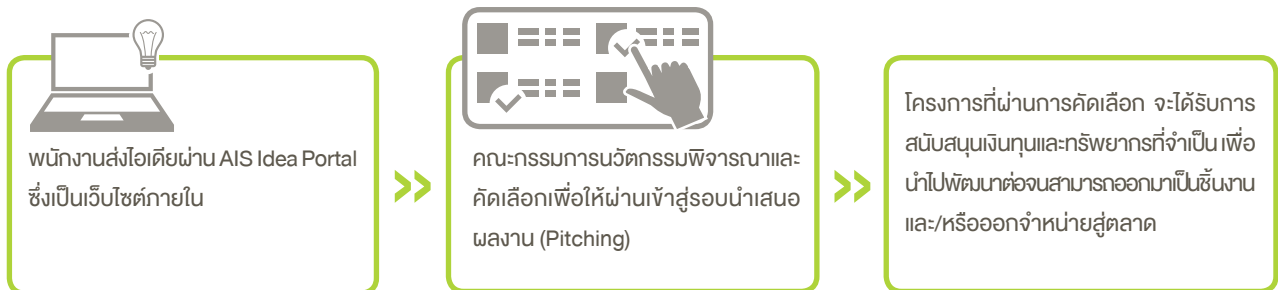 พนักงานส่งไอเดียผ่าน AIS Idea Portal
ซึ่งเป็นเว็บไซต์ภายใน
คณะกรรมการนวัตกรรมพิจารณาและ
คัดเลือกเพื่อให้ผ่านเข้าสู่รอบนำเสนอ
ผลงาน (Pitching)
โครงการที่ผ่านการคัดเลือก จะได้รับการ
สนับสนุนเงินทุนและทรัพยากรที่จำเป็น เพื่อ
นำไปพัฒนาต่อจนสามารถออกมาเป็นชิ้นงาน
และ/หรือออกจำหน่ายสู่ตลาด